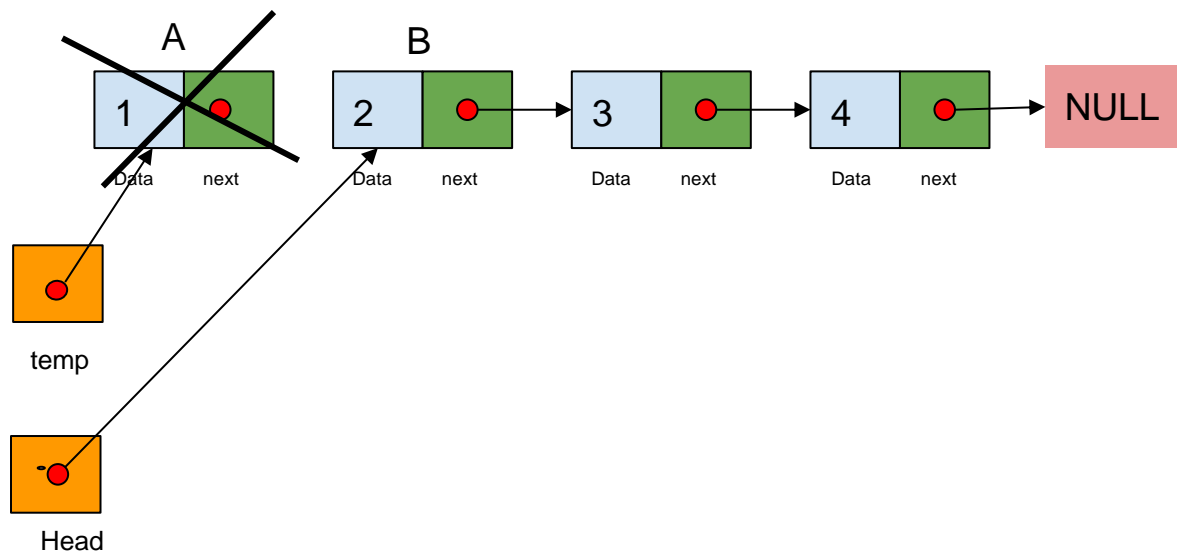 A B
1 2 3 4 NULL
Data next Data next Data next Data next
temp
Head